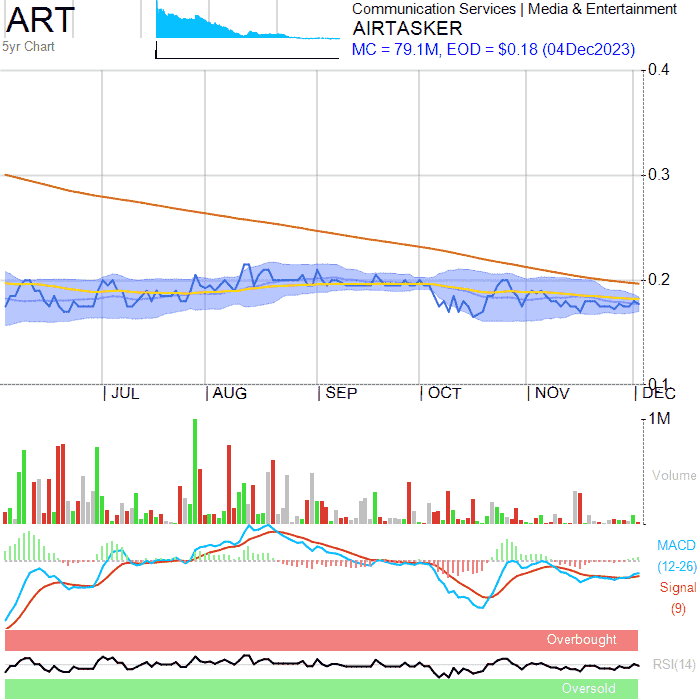 ART
5yr Chart
Communication Services | Media & Entertainment
AIRTASKER
MC = 79.1M, EOD = $0.18 (04Dec2023)
0.4
0.3
0.2
0.1
| JUL | AUG | SEP | OCT | NOV | DEC
1M
Volume
MACD
(12-26)
Signal
(9)
Overbought
RSI(14)
Oversold